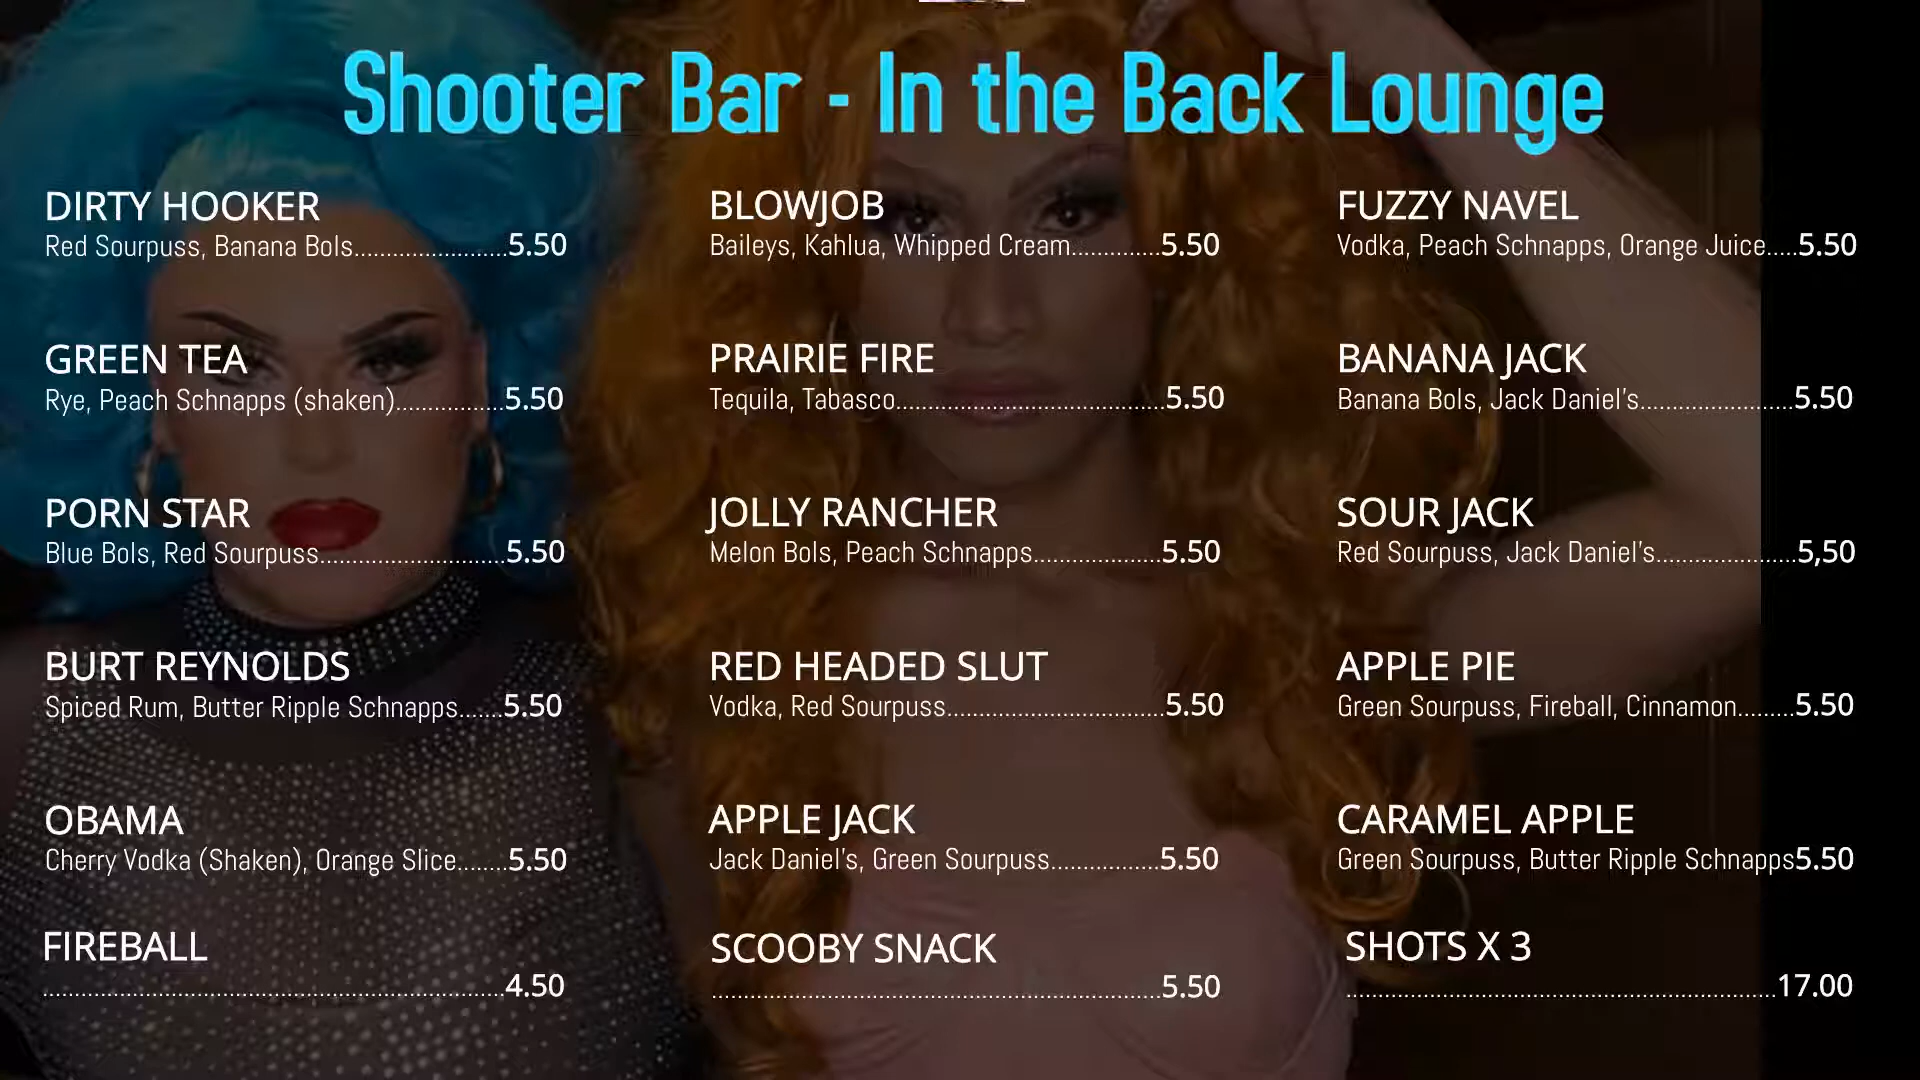 Shooter Bar - In the Back Lounge
DIRTY HOOKER
Red Sourpuss, Banana Bols........................5.50
GREEN TEA
Rye, Peach Schnapps (shaken).................5.50
PORN STAR
Blue Bols, Red Sourpuss.............................5.50
BURT REYNOLDS
Spiced Rum, Butter Ripple Schnapps.......5.50
OBAMA
Cherry Vodka (Shaken), Orange Slice........5.50
FIREBALL
........................................................................4.50
BLOWJOB
Baileys, Kahlua, Whipped Cream..............5.50
PRAIRIE FIRE
Tequila, Tabasco..........................................5.50
JOLLY RANCHER
Melon Bols, Peach Schnapps....................5.50
RED HEADED SLUT
Vodka, Red Sourpuss..................................5.50
APPLE JACK
Jack Daniel's, Green Sourpuss.................5.50
SCOOBY SNACK
......................................................................5.50
FUZZY NAVEL
Vodka, Peach Schnapps, Orange Juice.....5.50
BANANA JACK
Banana Bols, Jack Daniel's........................5.50
SOUR JACK
Red Sourpuss, Jack Daniel's......................5,50
APPLE PIE
Green Sourpuss, Fireball, Cinnamon.........5.50
CARAMEL APPLE
Green Sourpuss, Butter Ripple Schnapps5.50
SHOTS X 3
...................................................................17.00